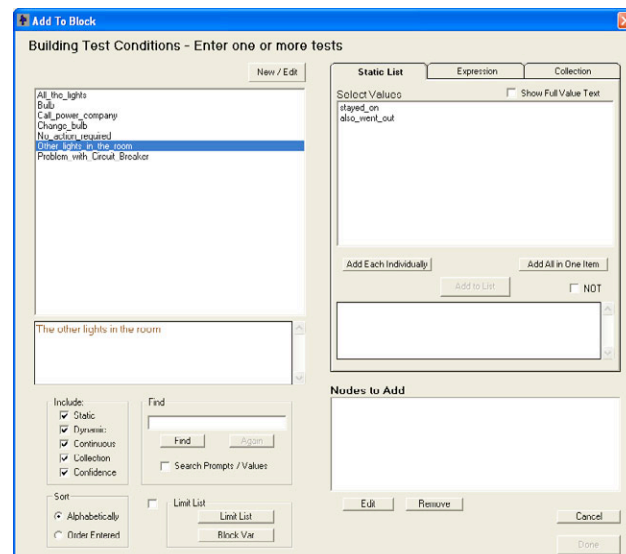 Add To Block
Building Test Conditions - Enter one or more tests
New / Edit
All_the_lights
Bulb
Call_power_company
Change_bulb
No_action_required
Other_lights_in_the_room
Problem_with_Circuit_Breaker
The other lights in the room
Include:
Static
Dynamic
Continuous
Collection
Confidence
Find
Find
Again
Search Prompts / Values
Sort
Alphabetically
Order Entered
Limit List
Limit List
Block Var
Static List
Expression
Collection
Select Values
Show Full Value Text
stayed_on
also_went_out
Add Each Individually
Add All in One Item
Add to List
NOT
Nodes to Add
Edit
Remove
Cancel
Done